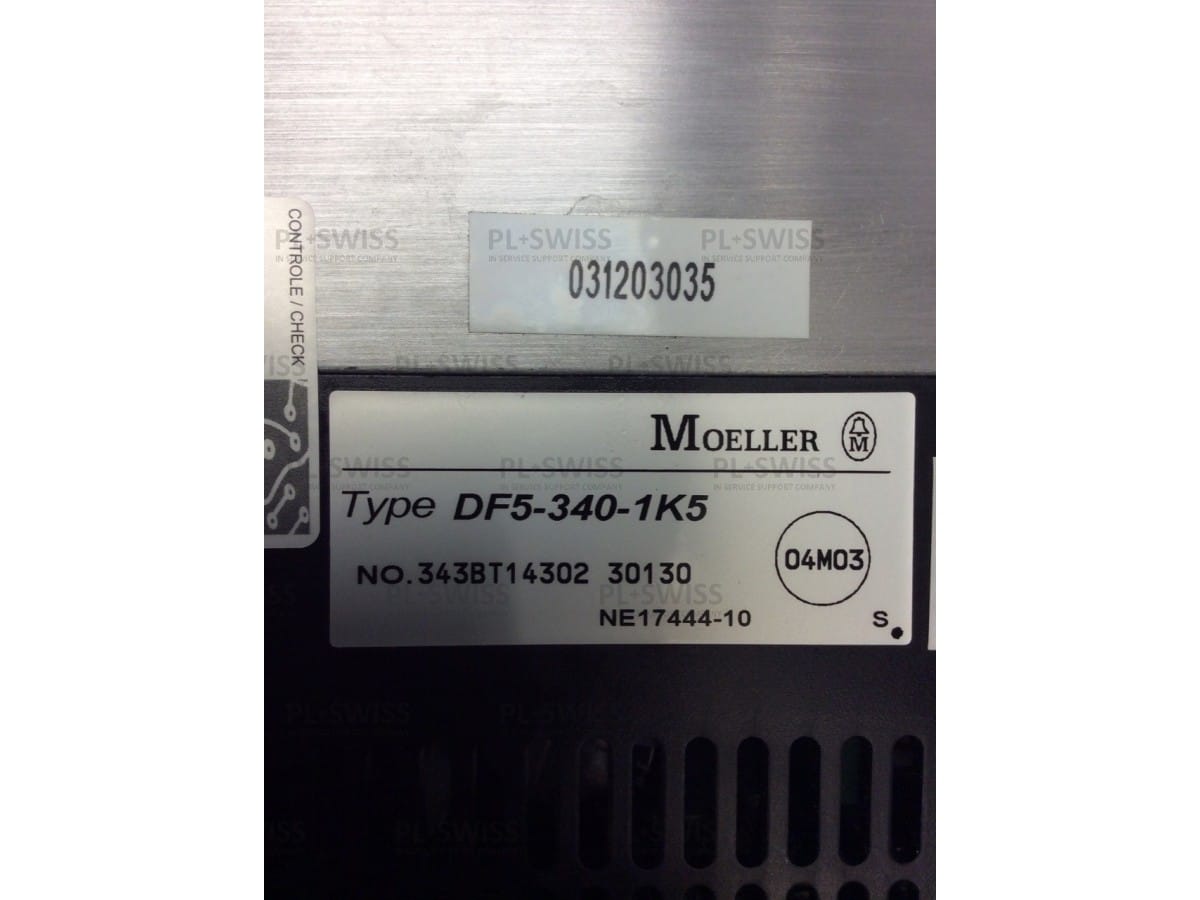 CONTROLE / CHECK
PL+SWISS
IN SERVICE SUPPORT COMPANY
031203035
MOELLER
M
Type DF5-340-1K5
04M03
NO.343BT14302 30130
NE17444-10
S